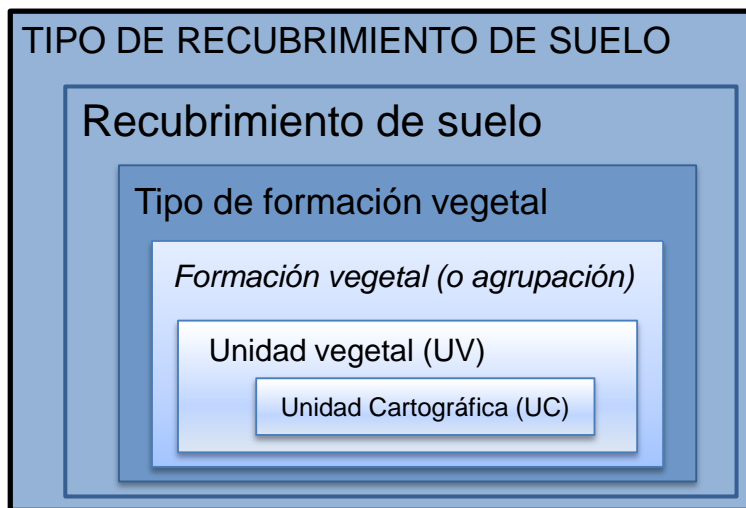 TIPO DE RECUBRIMIENTO DE SUELO
Recubrimiento de suelo
Tipo de formación vegetal
Formación vegetal (o agrupación)
Unidad vegetal (UV)
Unidad Cartográfica (UC)